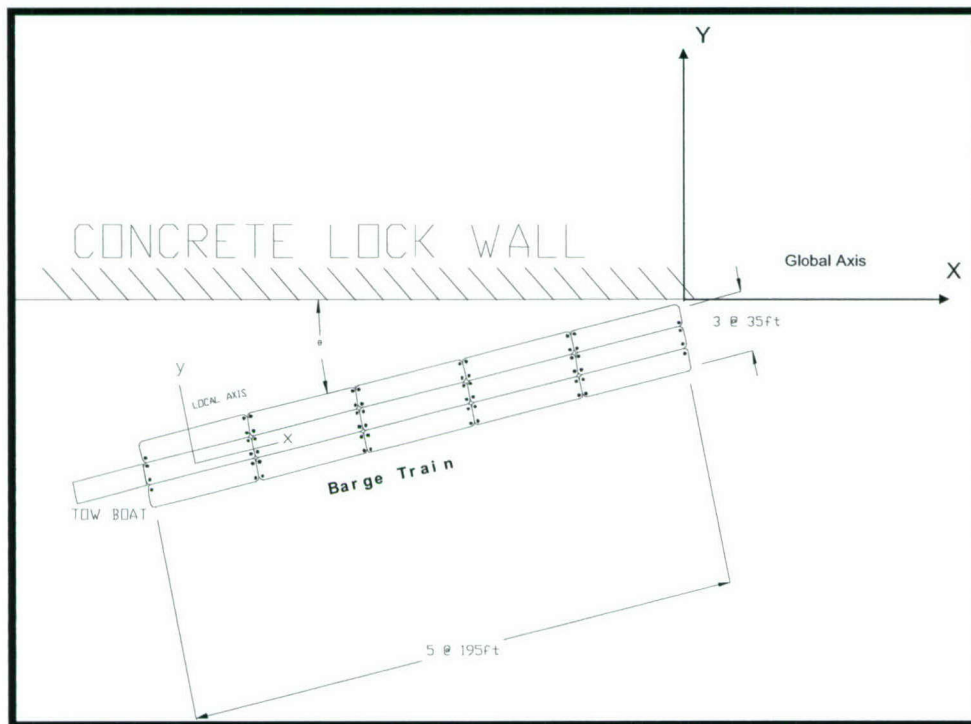 Y
CONCRETE LOCK WALL
Global Axis
X
3 @ 35ft
θ
y
LOCAL AXIS
X
Barge Train
TOW BOAT
5 @ 195ft